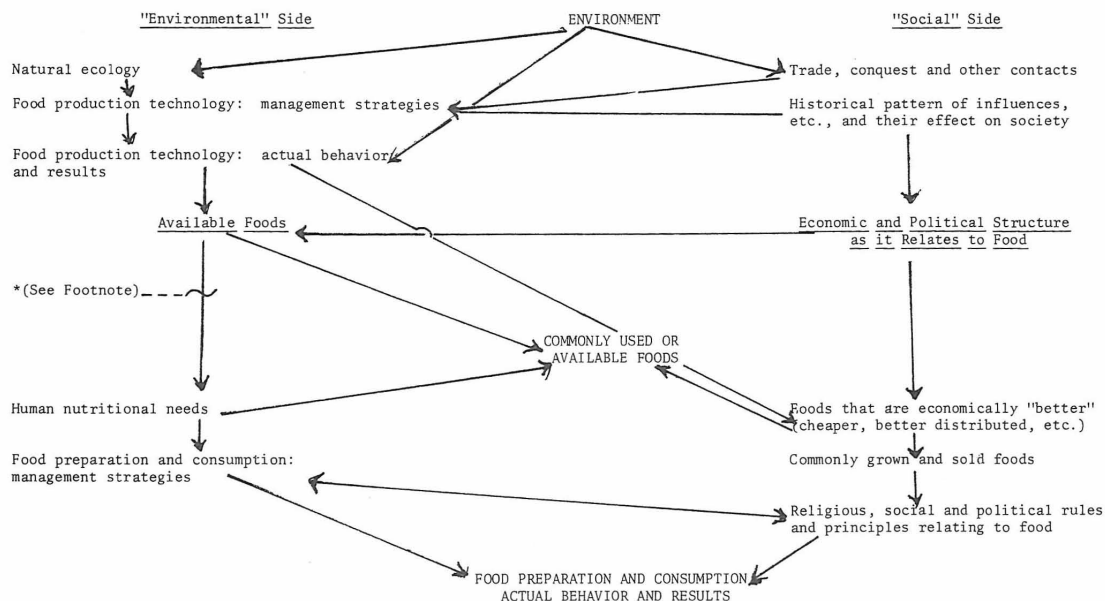 "Environmental" Side
ENVIRONMENT
"Social" Side
Natural ecology
Trade, conquest and other contacts
Food production technology: management strategies
Historical pattern of influences,
etc., and their effect on society
Food production technology: actual behavior
and results
Available Foods
Economic and Political Structure
as it Relates to Food
*(See Footnote)
COMMONLY USED OR
AVAILABLE FOODS
Human nutritional needs
Foods that are economically "better"
(cheaper, better distributed, etc.)
Food preparation and consumption:
management strategies
Commonly grown and sold foods
Religious, social and political rules
and principles relating to food
FOOD PREPARATION AND CONSUMPTION
ACTUAL BEHAVIOR AND RESULTS